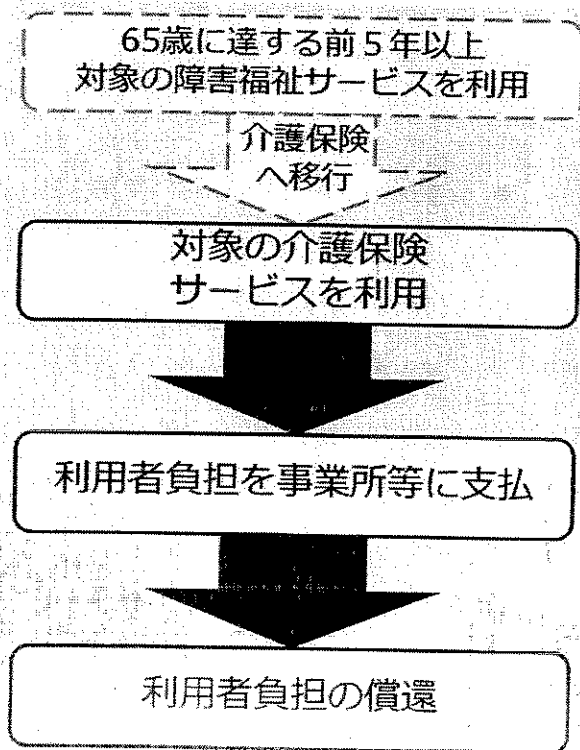 65歳に達する前5年以上
対象の障害福祉サービスを利用
介護保険
へ移行
対象の介護保険
サービスを利用
利用者負担を事業所等に支払
利用者負担の償還